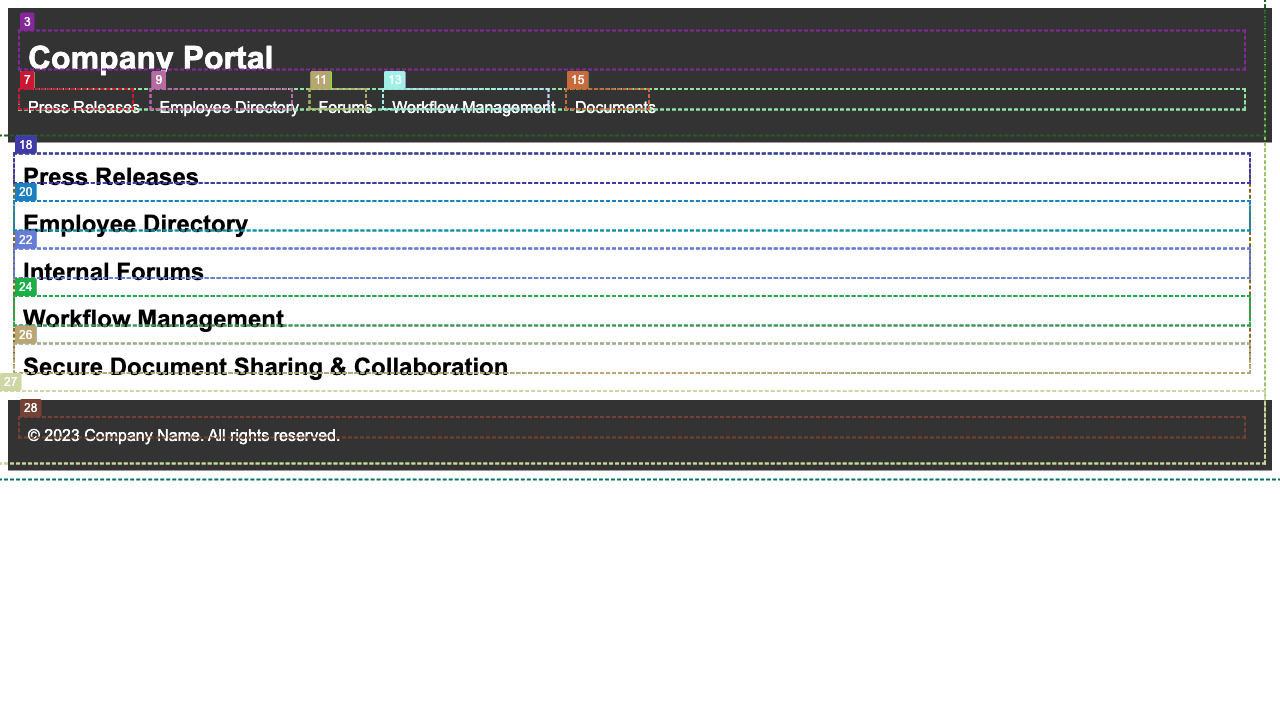 3
Company Portal
7 9 11 13 15
Press Releases Employee Directory Forums Workflow Management Documents
18
Press Releases
20
Employee Directory
22
Internal Forums
24
Workflow Management
26
Secure Document Sharing & Collaboration
27
28
© 2023 Company Name. All rights reserved.